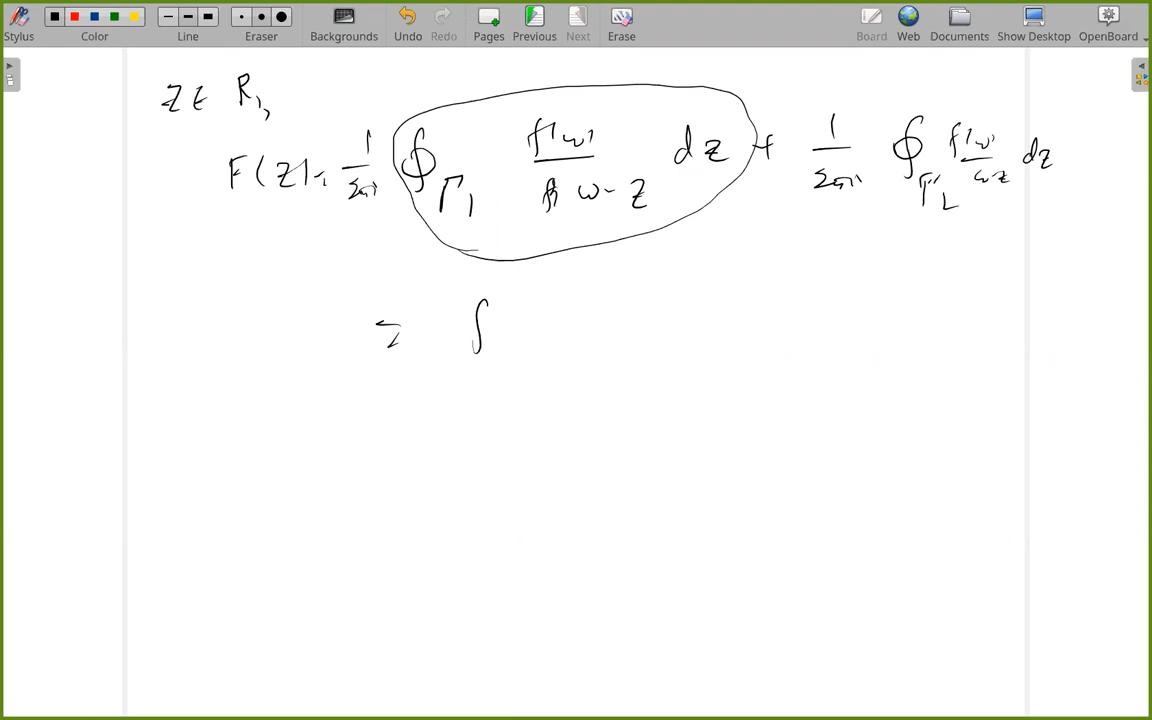 Stylus Color Line Eraser Backgrounds Undo Redo Pages Previous Next Erase Board Web Documents Show Desktop OpenBoard
z ∈ R₁,
F(z) = 1/2πi ∮_Γ₁ f(w)/w - z dz + 1/2πi ∮_Γ₂ f(w)/w-z dz
= ∫